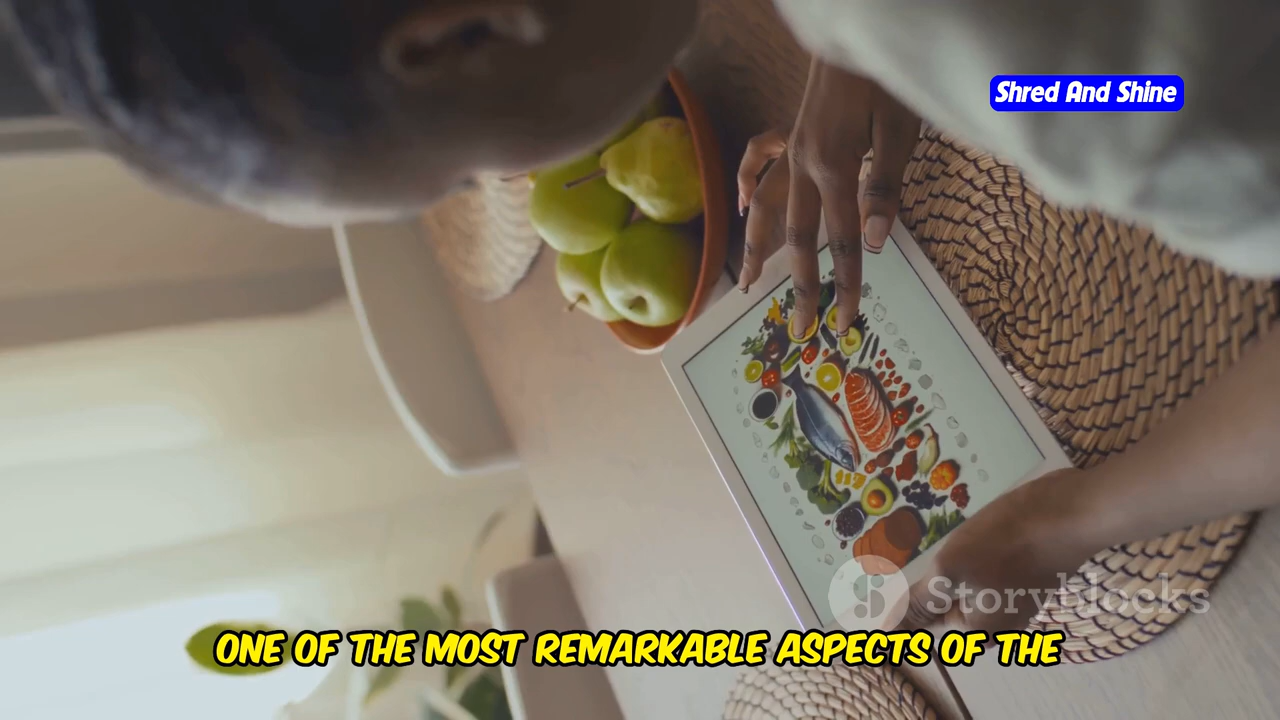 Shred And Shine
Storyblocks
ONE OF THE MOST REMARKABLE ASPECTS OF THE